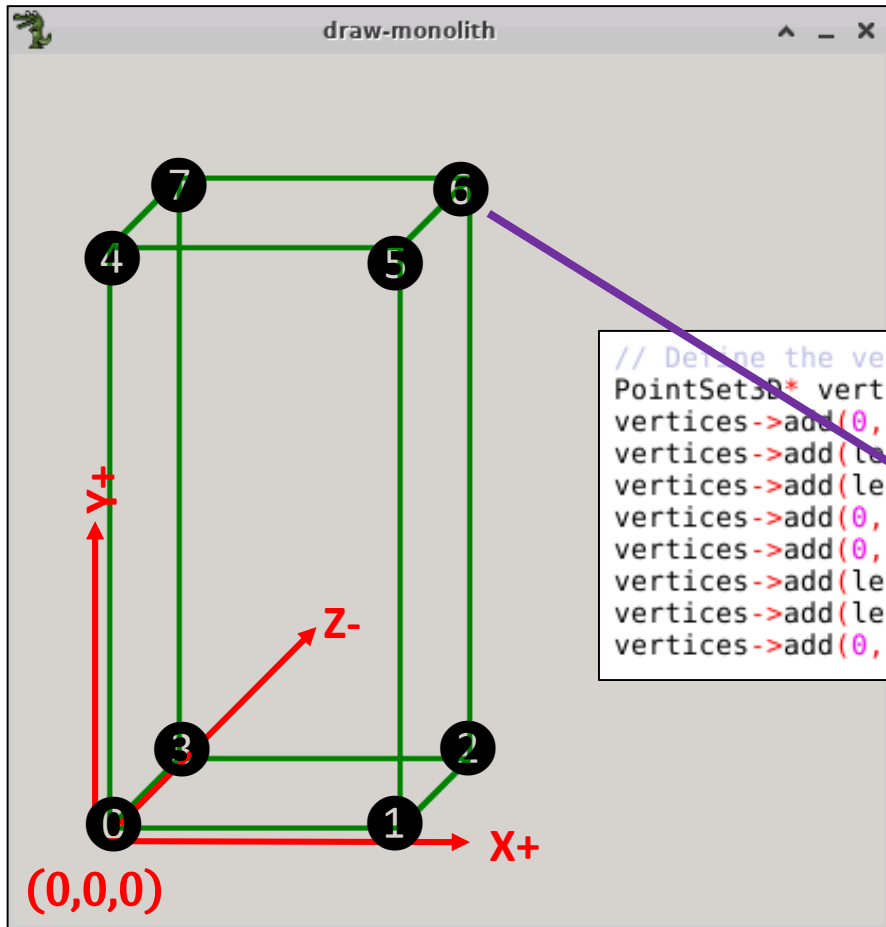 draw-monolith
7
6
4
5
// Define the ve
PointSet3D* vert
vertices->add(0,
vertices->add(le
vertices->add(le
vertices->add(0,
vertices->add(0,
vertices->add(le
vertices->add(le
vertices->add(0,
Y+
Z-
3
2
0
1
X+
(0,0,0)